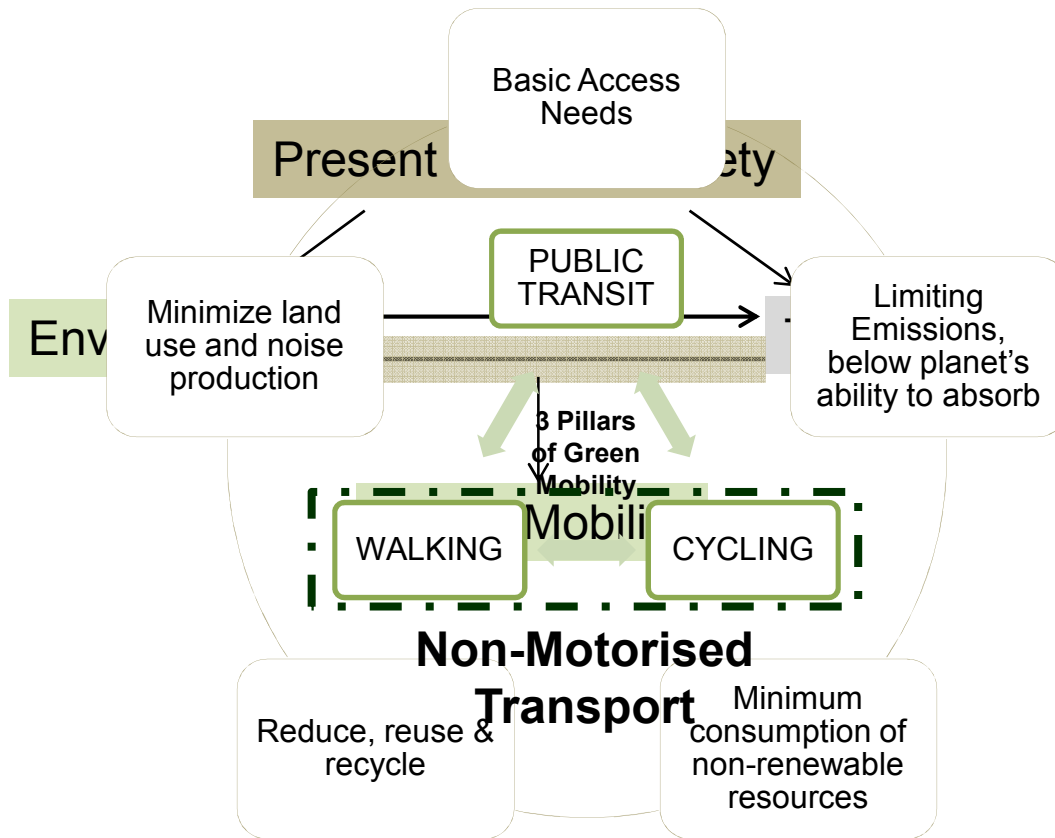 Basic Access
Needs
Present
ety
PUBLIC
TRANSIT
Env
Minimize land
use and noise
production
Limiting
Emissions,
below planet’s
ability to absorb
3 Pillars
of Green
Mobility
Mobili
WALKING
CYCLING
Non-Motorised
Transport
Reduce, reuse &
recycle
Minimum
consumption of
non-renewable
resources